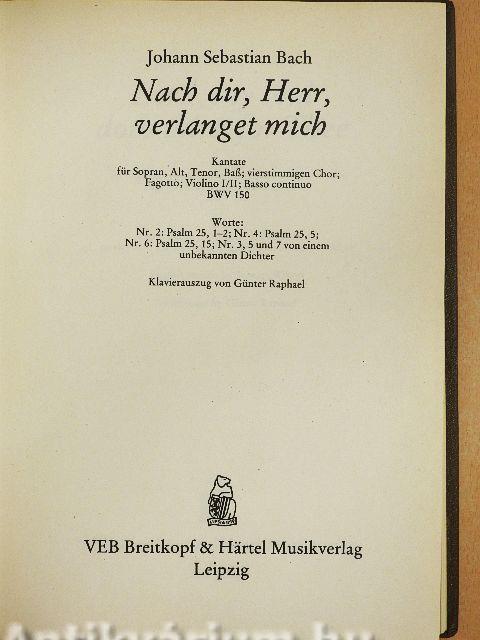 Johann Sebastian Bach
Nach dir, Herr,
verlanget mich
Kantate
für Sopran, Alt, Tenor, Baß; vierstimmigen Chor;
Fagotto; Violino I/II; Basso continuo
BWV 150
Worte:
Nr. 2: Psalm 25, 1–2; Nr. 4: Psalm 25, 5;
Nr. 6: Psalm 25, 15; Nr. 3, 5 und 7 von einem
unbekannten Dichter
Klavierauszug von Günter Raphael
VEB Breitkopf & Härtel Musikverlag
Leipzig
Antikvárium.hu